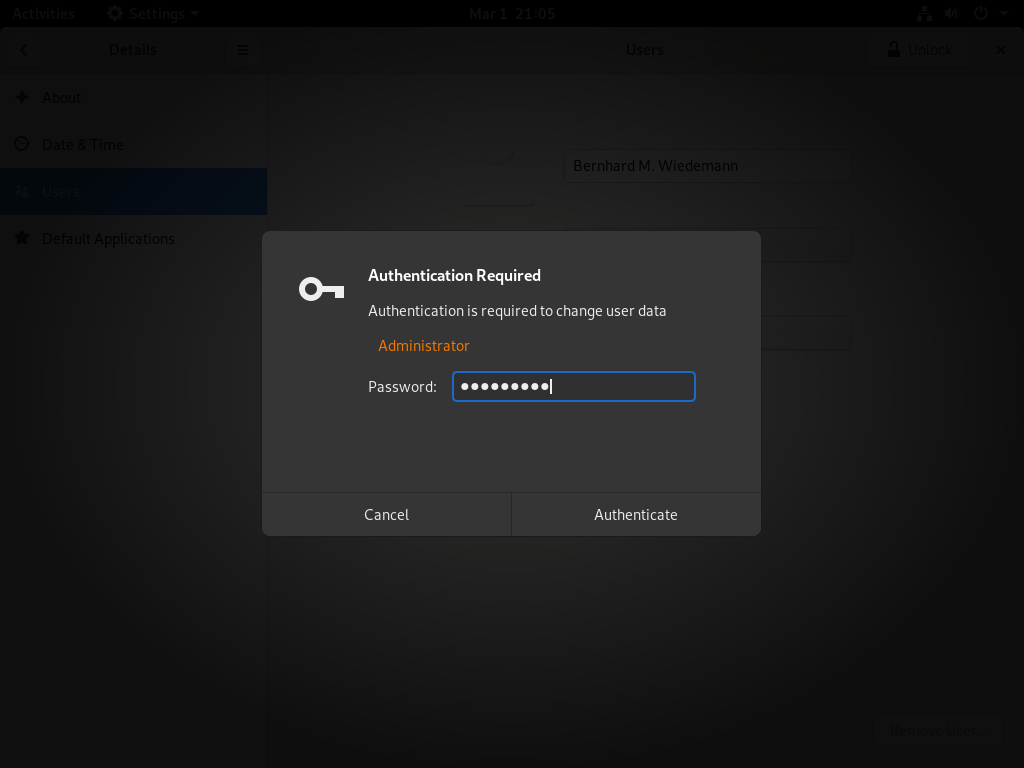 Activities Settings Mar 1 21:05
Details Users Unlock
About
Date & Time
Bernhard M. Wiedemann
Users
Default Applications
Authentication Required
Authentication is required to change user data
Administrator
Password: ●●●●●●●●●
Cancel Authenticate
Remove User…